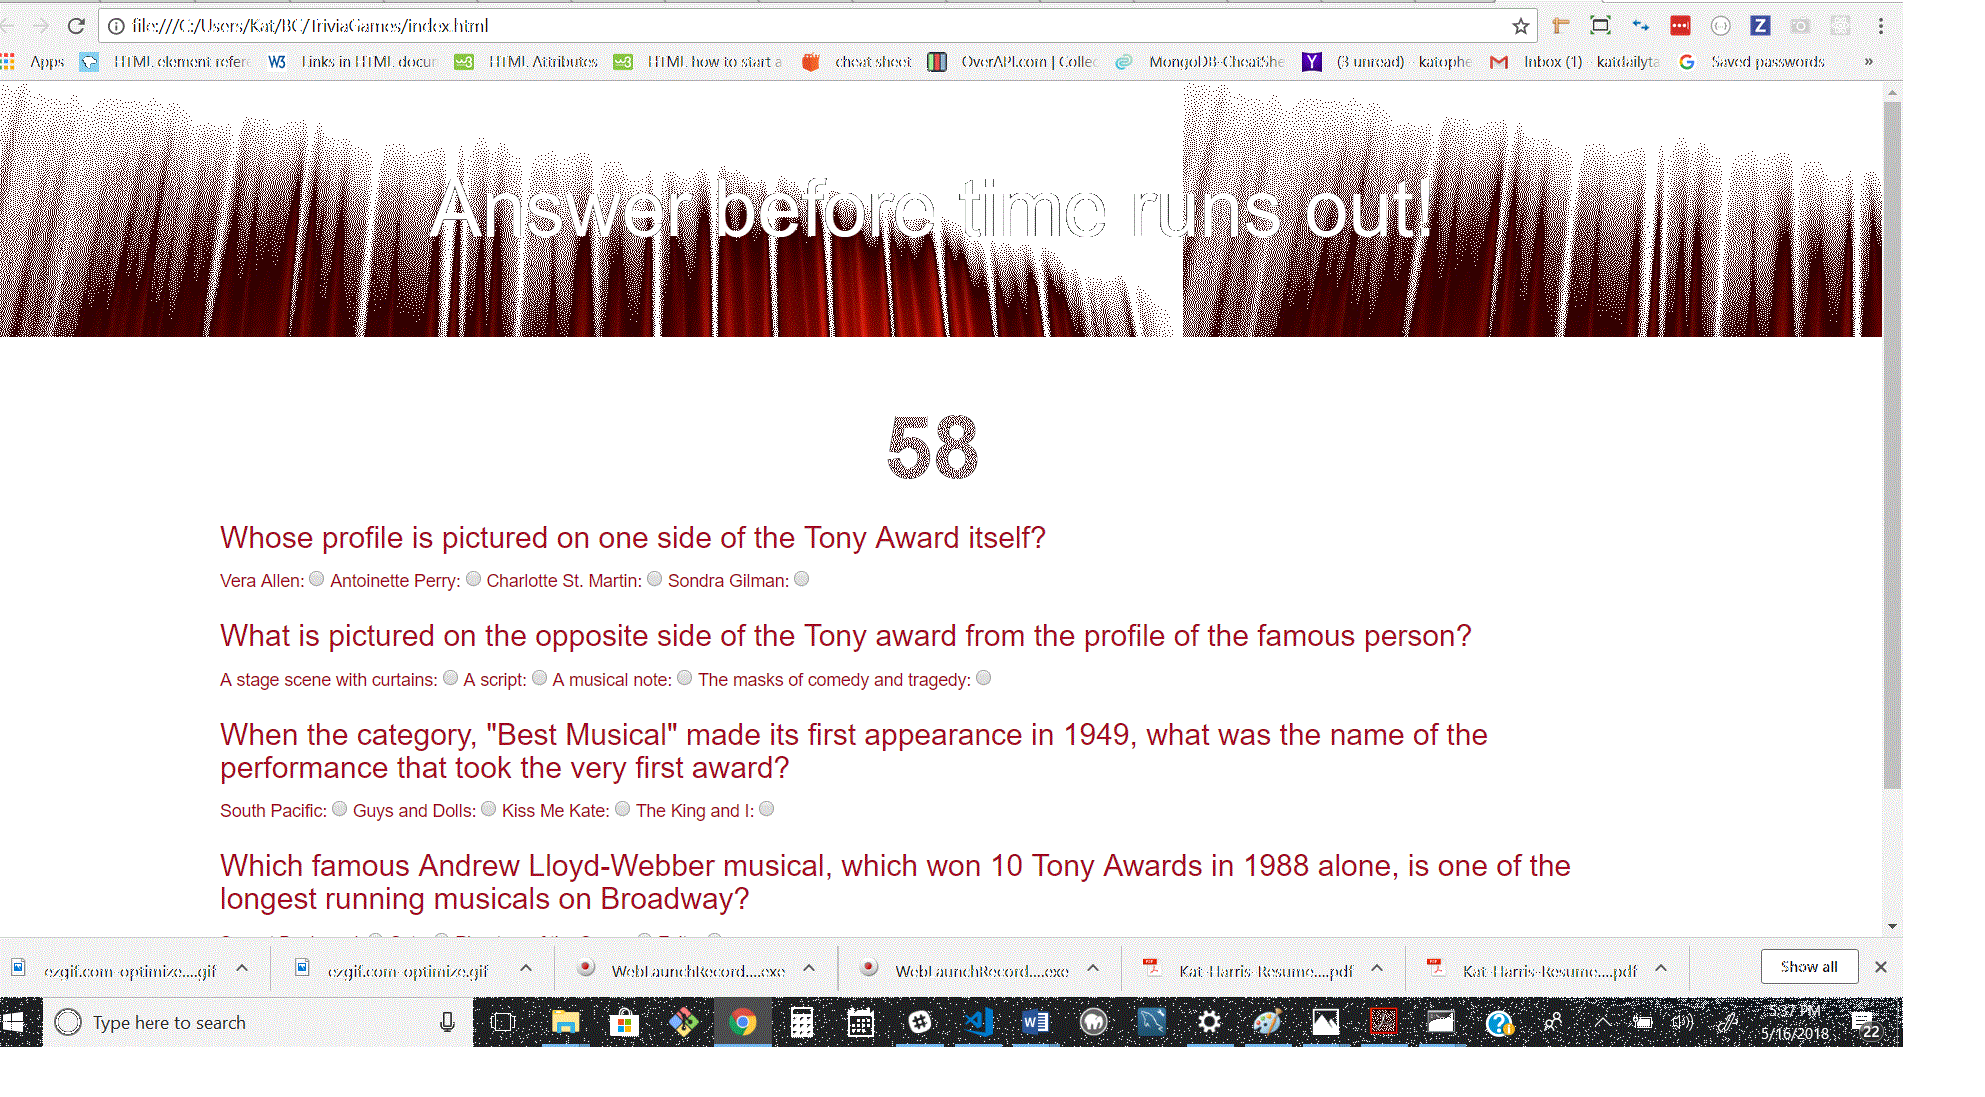 file:///C:/Users/Kat/BC/TriviaGames/index.html
Apps HTML element refere W3 Links in HTML docur HTML Attributes HTML how to start a cheat sheet OverAPI.com | Collec MongoDB-CheatShe (3 unread) - katophe Inbox (1) - katdailyta Saved passwords »
Answer before time runs out!
58
Whose profile is pictured on one side of the Tony Award itself?
Vera Allen: Antoinette Perry: Charlotte St. Martin: Sondra Gilman:
What is pictured on the opposite side of the Tony award from the profile of the famous person?
A stage scene with curtains: A script: A musical note: The masks of comedy and tragedy:
When the category, "Best Musical" made its first appearance in 1949, what was the name of the
performance that took the very first award?
South Pacific: Guys and Dolls: Kiss Me Kate: The King and I:
Which famous Andrew Lloyd-Webber musical, which won 10 Tony Awards in 1988 alone, is one of the
longest running musicals on Broadway?
ezgif.com-optimize....gif ezgif.com-optimize.gif WebLaunchRecord....exe WebLaunchRecord....exe Kat-Harris-Resume....pdf Kat-Harris-Resume....pdf Show all
Type here to search
5:37 PM
5/16/2018
22